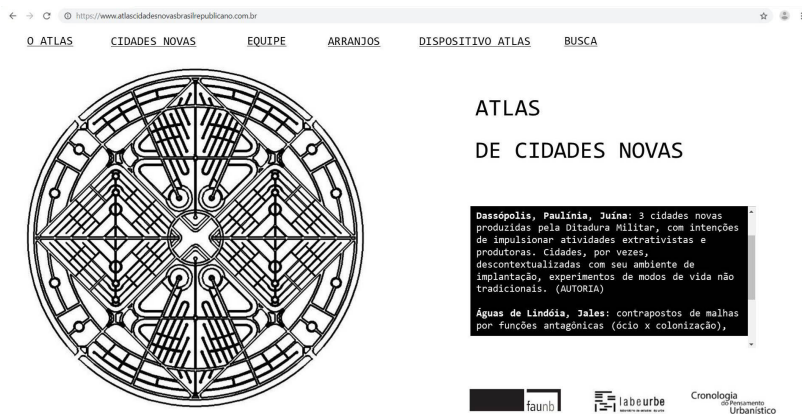 https://www.atlascidadesnovasbrasilrepublicano.com.br
O ATLAS CIDADES NOVAS EQUIPE ARRANJOS DISPOSITIVO ATLAS BUSCA
ATLAS
DE CIDADES NOVAS
Dassópolis, Paulínia, Juína: 3 cidades novas
produzidas pela Ditadura Militar, com intenções
de impulsionar atividades extrativistas e
produtoras. Cidades, por vezes,
descontextualizadas com seu ambiente de
implantação, experimentos de modos de vida não
tradicionais. (AUTORIA)
Águas de Lindóia, Jales: contrapostos de malhas
por funções antagônicas (ócio x colonização),
faunb
labeurbe
Cronologia
do Pensamento
Urbanístico